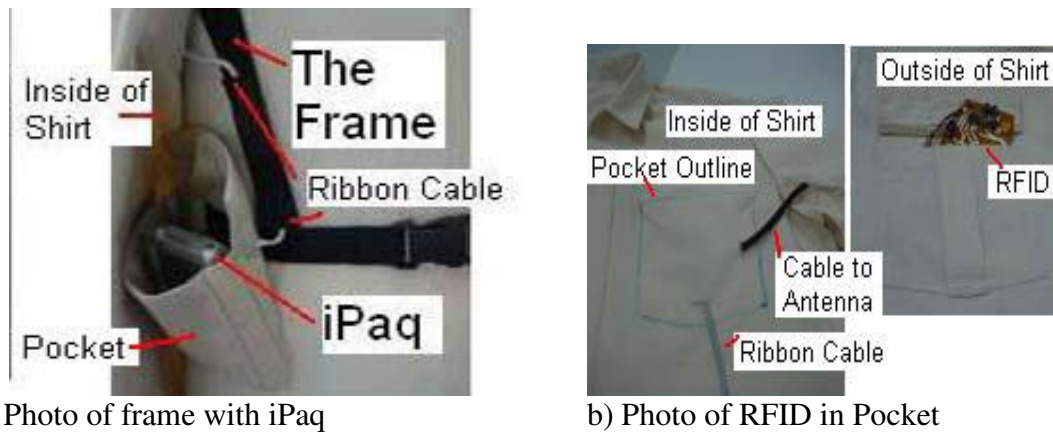 The
Frame
Inside of
Shirt
Ribbon Cable
iPaq
Pocket
Photo of frame with iPaq
Inside of Shirt
Pocket Outline
Cable to
Antenna
Ribbon Cable
Outside of Shirt
RFID
b) Photo of RFID in Pocket